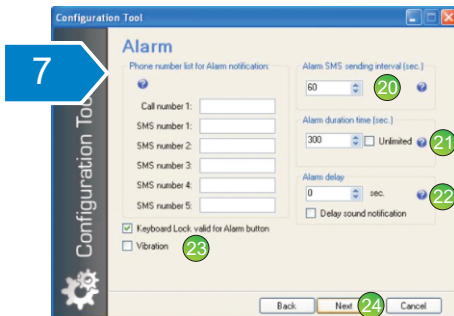 Configuration Tool
7
Configuration Tool
Alarm
Phone number list for Alarm notification:
Call number 1:
SMS number 1:
SMS number 2:
SMS number 3:
SMS number 4:
SMS number 5:
Keyboard Lock valid for Alarm button
Vibration
23
Alarm SMS sending interval (sec.)
60
20
Alarm duration time (sec.)
300
Unlimited
21
Alarm delay
0
sec.
22
Delay sound notification
Back
Next
24
Cancel